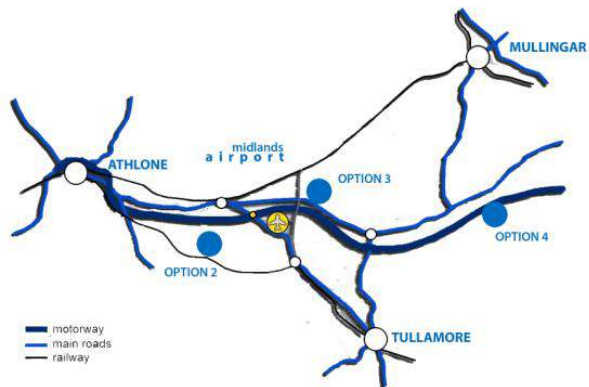 MULLINGAR
midlands
airport
ATHLONE
OPTION 3
OPTION 4
OPTION 2
TULLAMORE
motorway
main roads
railway